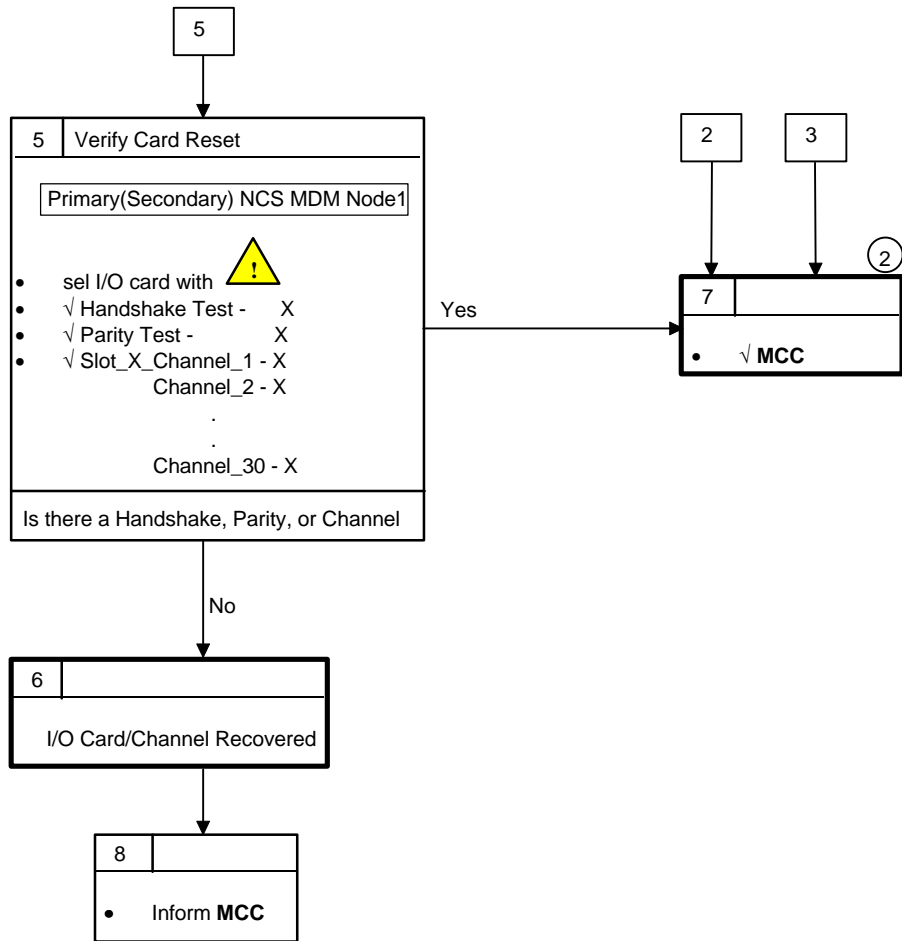 5
5 Verify Card Reset
Primary(Secondary) NCS MDM Node1
• sel I/O card with !
• √ Handshake Test - X
• √ Parity Test - X
• √ Slot_X_Channel_1 - X
Channel_2 - X
.
.
Channel_30 - X
Is there a Handshake, Parity, or Channel
Yes
2
3
2
7
• √ MCC
No
6
I/O Card/Channel Recovered
8
• Inform MCC